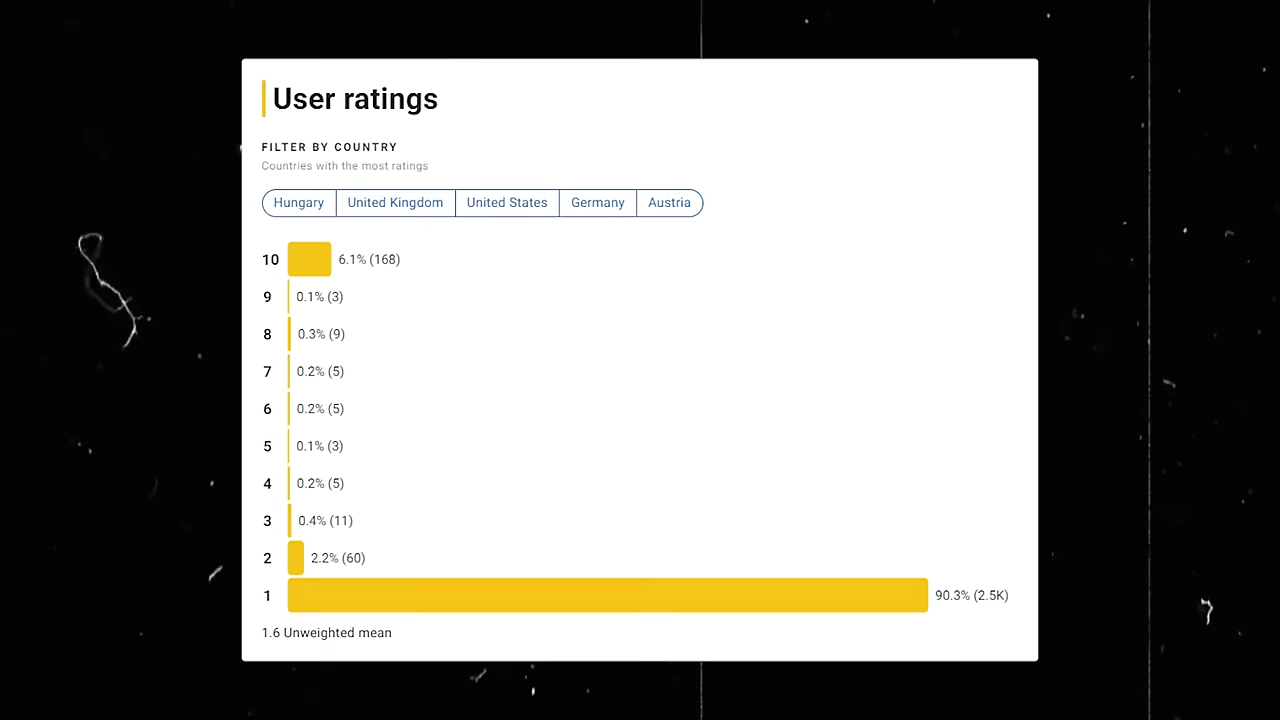 User ratings
FILTER BY COUNTRY
Countries with the most ratings
Hungary United Kingdom United States Germany Austria
10 6.1% (168)
9 0.1% (3)
8 0.3% (9)
7 0.2% (5)
6 0.2% (5)
5 0.1% (3)
4 0.2% (5)
3 0.4% (11)
2 2.2% (60)
1 90.3% (2.5K)
1.6 Unweighted mean